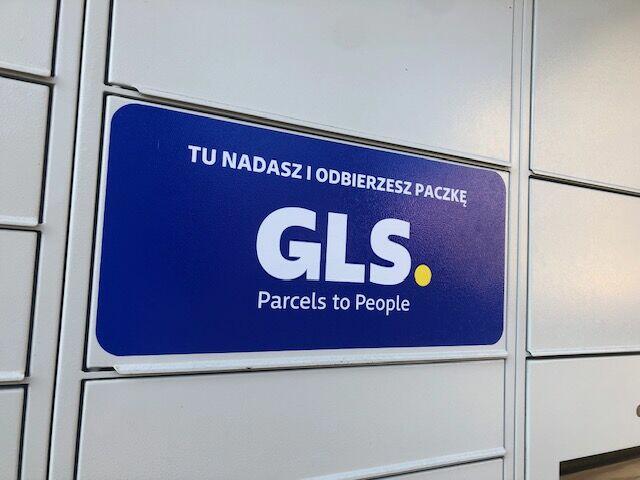 TU NADASZ I ODBIERZESZ PACZKĘ
GLS.
Parcels to People